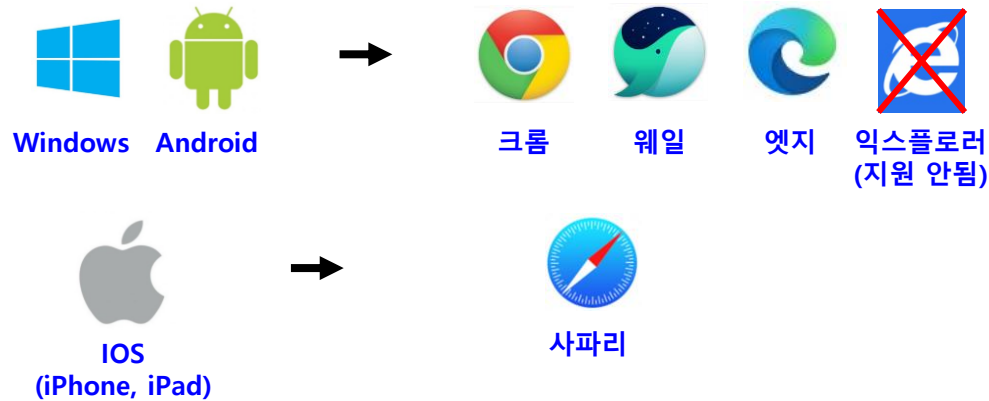 Windows Android
크롬 웨일 엣지 익스플로러
(지원 안됨)
IOS
(iPhone, iPad)
사파리